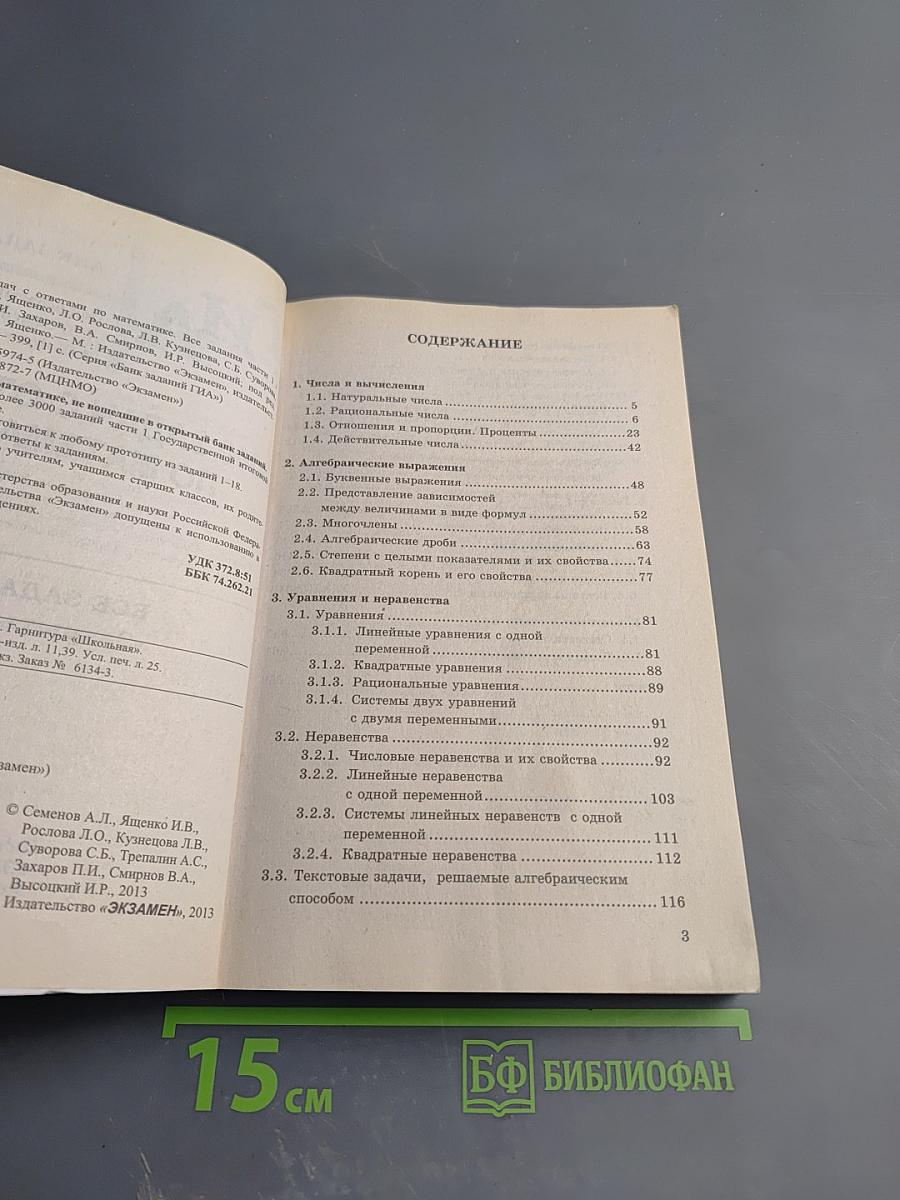 дач с ответами по математике. Все задания части 1
Ященко, Л.О. Рослова, Л.В. Кузнецова, С.Б. Суворова,
И. Захаров, В.А. Смирнов, И.Р. Высоцкий; под ред.
Ященко.— М. : Издательство «Экзамен», издательст
— 399, [1] с. (Серия «Банк заданий ГИА»)
5974-5 (Издательство «Экзамен»)
872-7 (МЦНМО)
математике, не вошедшие в открытый банк заданий.
олее 3000 заданий части 1 Государственной итоговой
товиться к любому прототипу из заданий 1–18.
ответы к заданиям.
учителям, учащимся старших классов, их родите
стерства образования и науки Российской Федера
ельства «Экзамен» допущены к использованию в
дениях.
УДК 372.8:51
ББК 74.262.21
. Гарнитура «Школьная».
-изд. л. 11,39. Усл. печ. л. 25.
кз. Заказ № 6134-3.
замен»)
© Семенов А.Л., Ященко И.В.,
Рослова Л.О., Кузнецова Л.В.,
Суворова С.Б., Трепалин А.С.,
Захаров П.И., Смирнов В.А.,
Высоцкий И.Р., 2013
Издательство «ЭКЗАМЕН», 2013
СОДЕРЖАНИЕ
1. Числа и вычисления
1.1. Натуральные числа 5
1.2. Рациональные числа 6
1.3. Отношения и пропорции. Проценты 23
1.4. Действительные числа 42
2. Алгебраические выражения
2.1. Буквенные выражения 48
2.2. Представление зависимостей
между величинами в виде формул 52
2.3. Многочлены 58
2.4. Алгебраические дроби 63
2.5. Степени с целыми показателями и их свойства 74
2.6. Квадратный корень и его свойства 77
3. Уравнения и неравенства
3.1. Уравнения 81
3.1.1. Линейные уравнения с одной
переменной 81
3.1.2. Квадратные уравнения 88
3.1.3. Рациональные уравнения 89
3.1.4. Системы двух уравнений
с двумя переменными 91
3.2. Неравенства 92
3.2.1. Числовые неравенства и их свойства 92
3.2.2. Линейные неравенства
с одной переменной 103
3.2.3. Системы линейных неравенств с одной
переменной 111
3.2.4. Квадратные неравенства 112
3.3. Текстовые задачи, решаемые алгебраическим
способом 116
3
15 см
БФ БИБЛИОФАН